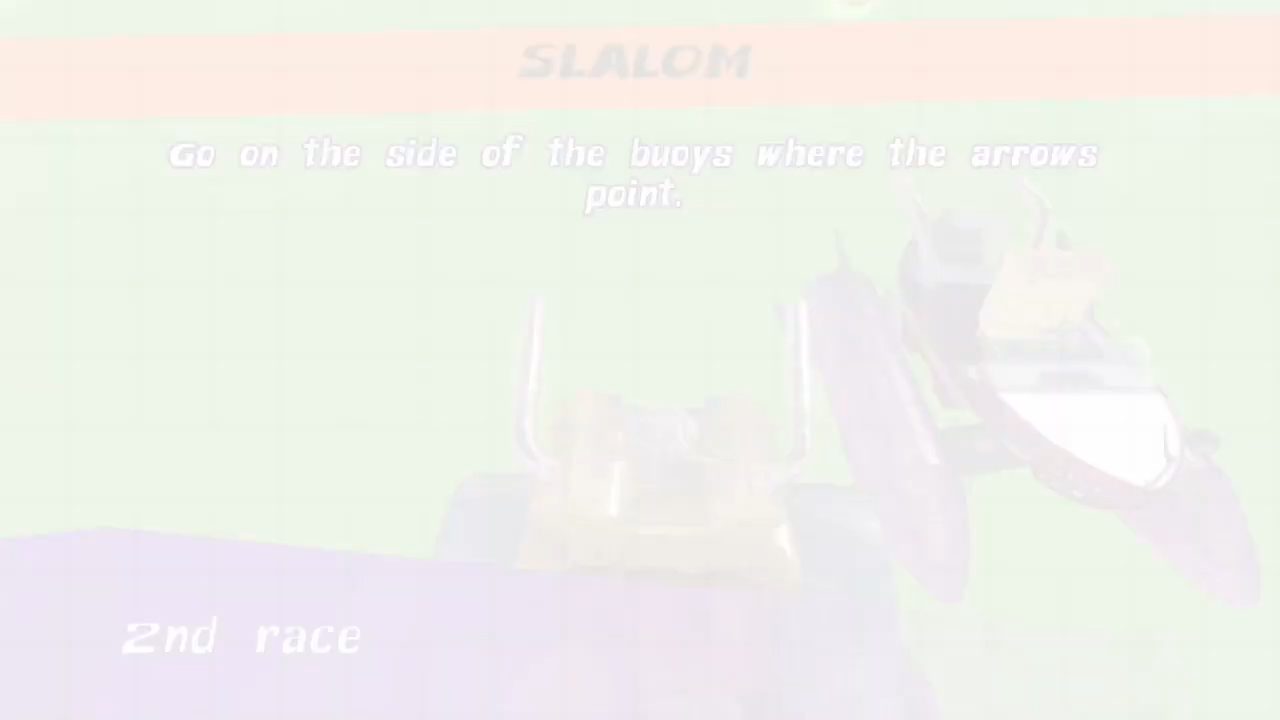 SLALOM
Go on the side of the buoys where the arrows
point.
2nd race